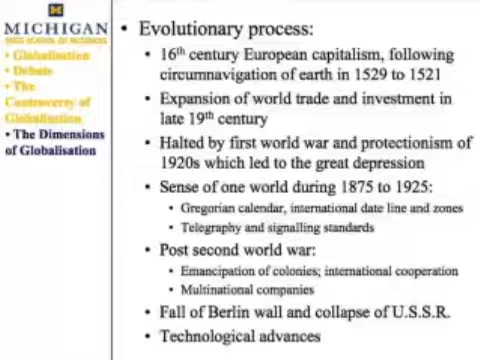 M
MICHIGAN
ROSS SCHOOL OF BUSINESS
• Globalisation
• Debate
• The
Controversy of
Globalisation
• The Dimensions
of Globalisation
• Evolutionary process:
• 16th century European capitalism, following
circumnavigation of earth in 1529 to 1521
• Expansion of world trade and investment in
late 19th century
• Halted by first world war and protectionism of
1920s which led to the great depression
• Sense of one world during 1875 to 1925:
• Gregorian calendar, international date line and zones
• Telegraphy and signalling standards
• Post second world war:
• Emancipation of colonies; international cooperation
• Multinational companies
• Fall of Berlin wall and collapse of U.S.S.R.
• Technological advances